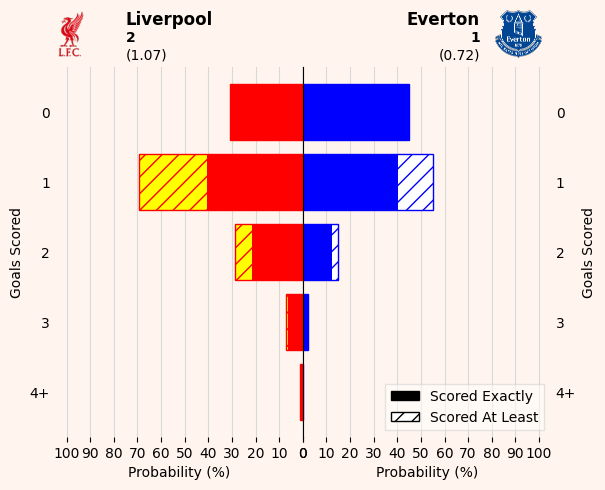 Liverpool
2
(1.07)
L.F.C.
Everton
1
(0.72)
Everton
Goals Scored
0
1
2
3
4+
0
1
2
3
4+
Goals Scored
Scored Exactly
Scored At Least
100 90 80 70 60 50 40 30 20 10 0
0 10 20 30 40 50 60 70 80 90 100
Probability (%)
Probability (%)